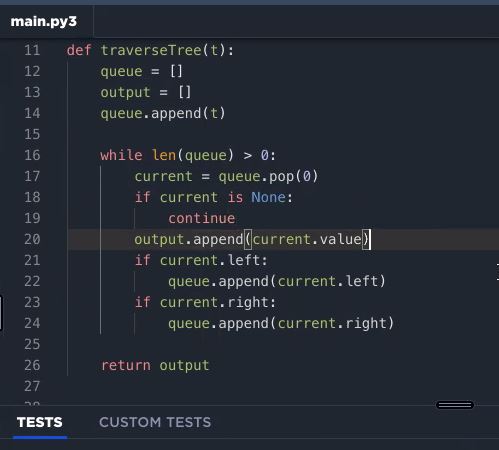 main.py3
11 def traverseTree(t):
12     queue = []
13     output = []
14     queue.append(t)
15
16     while len(queue) > 0:
17         current = queue.pop(0)
18         if current is None:
19             continue
20         output.append(current.value)
21         if current.left:
22             queue.append(current.left)
23         if current.right:
24             queue.append(current.right)
25
26     return output
27
TESTS CUSTOM TESTS